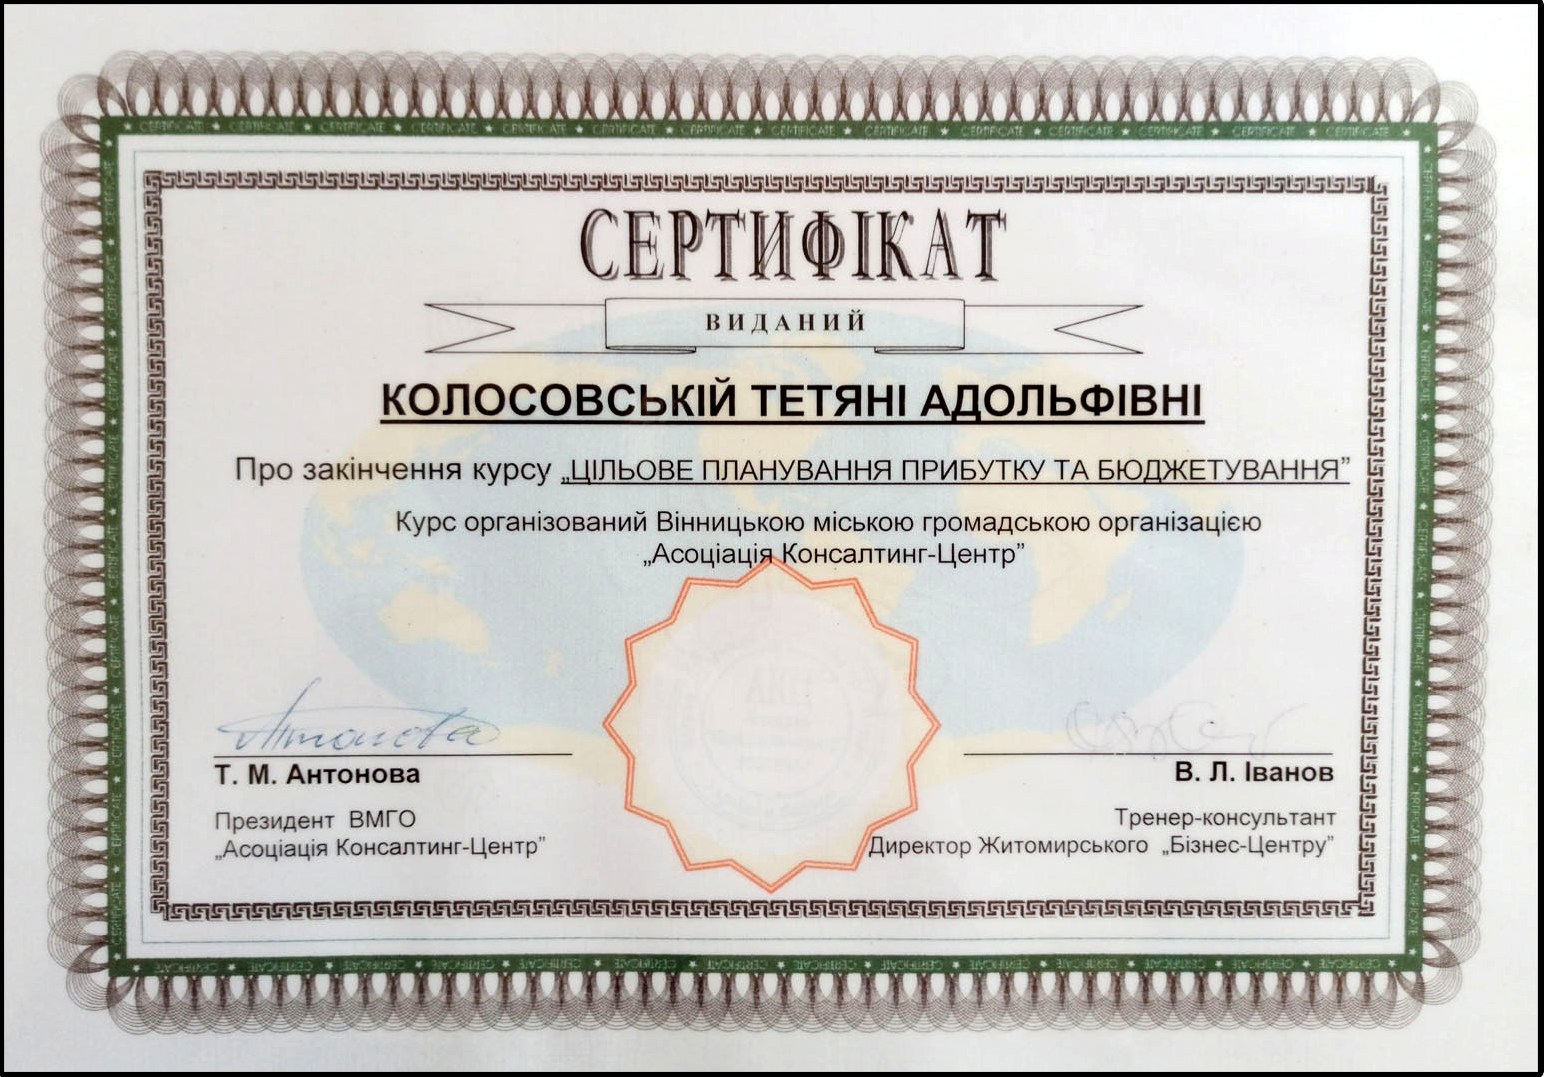 СЕРТИФІКАТ
ВИДАНИЙ
КОЛОСОВСЬКІЙ ТЕТЯНІ АДОЛЬФІВНІ
Про закінчення курсу „ЦІЛЬОВЕ ПЛАНУВАННЯ ПРИБУТКУ ТА БЮДЖЕТУВАННЯ”
Курс організований Вінницькою міською громадською організацією
„Асоціація Консалтинг-Центр”
Т. М. Антонова
Президент ВМГО
„Асоціація Консалтинг-Центр”
В. Л. Іванов
Тренер-консультант
Директор Житомирського „Бізнес-Центру”